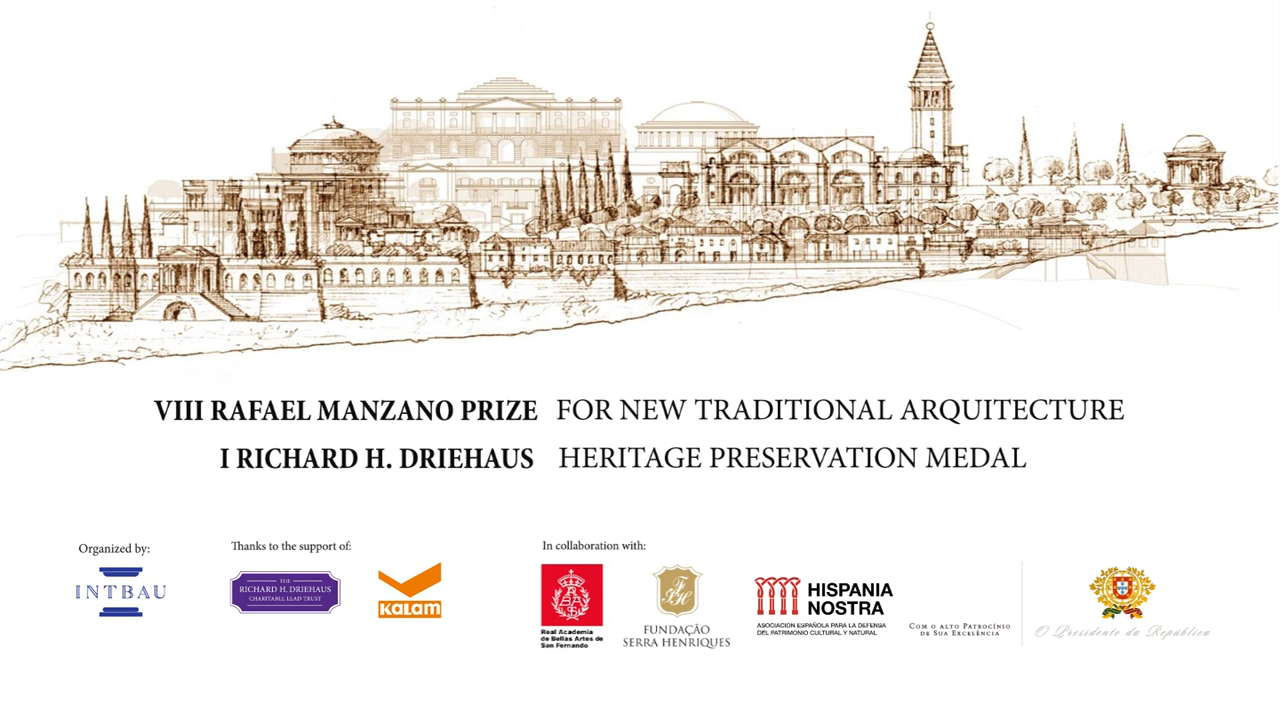 VIII RAFAEL MANZANO PRIZE FOR NEW TRADITIONAL ARQUITECTURE
I RICHARD H. DRIEHAUS HERITAGE PRESERVATION MEDAL
Organized by:
INTBAU
Thanks to the support of:
THE
RICHARD H. DRIEHAUS
CHARITABLE LEAD TRUST
KALAM
In collaboration with:
Real Academia
de Bellas Artes de
San Fernando
FUNDAÇÃO
SERRA HENRIQUES
HISPANIA
NOSTRA
ASOCIACION ESPAÑOLA PARA LA DEFENSA
DEL PATRIMONIO CULTURAL Y NATURAL
COM O ALTO PATROCÍNIO
DE SUA EXCELÊNCIA
O Presidente da República